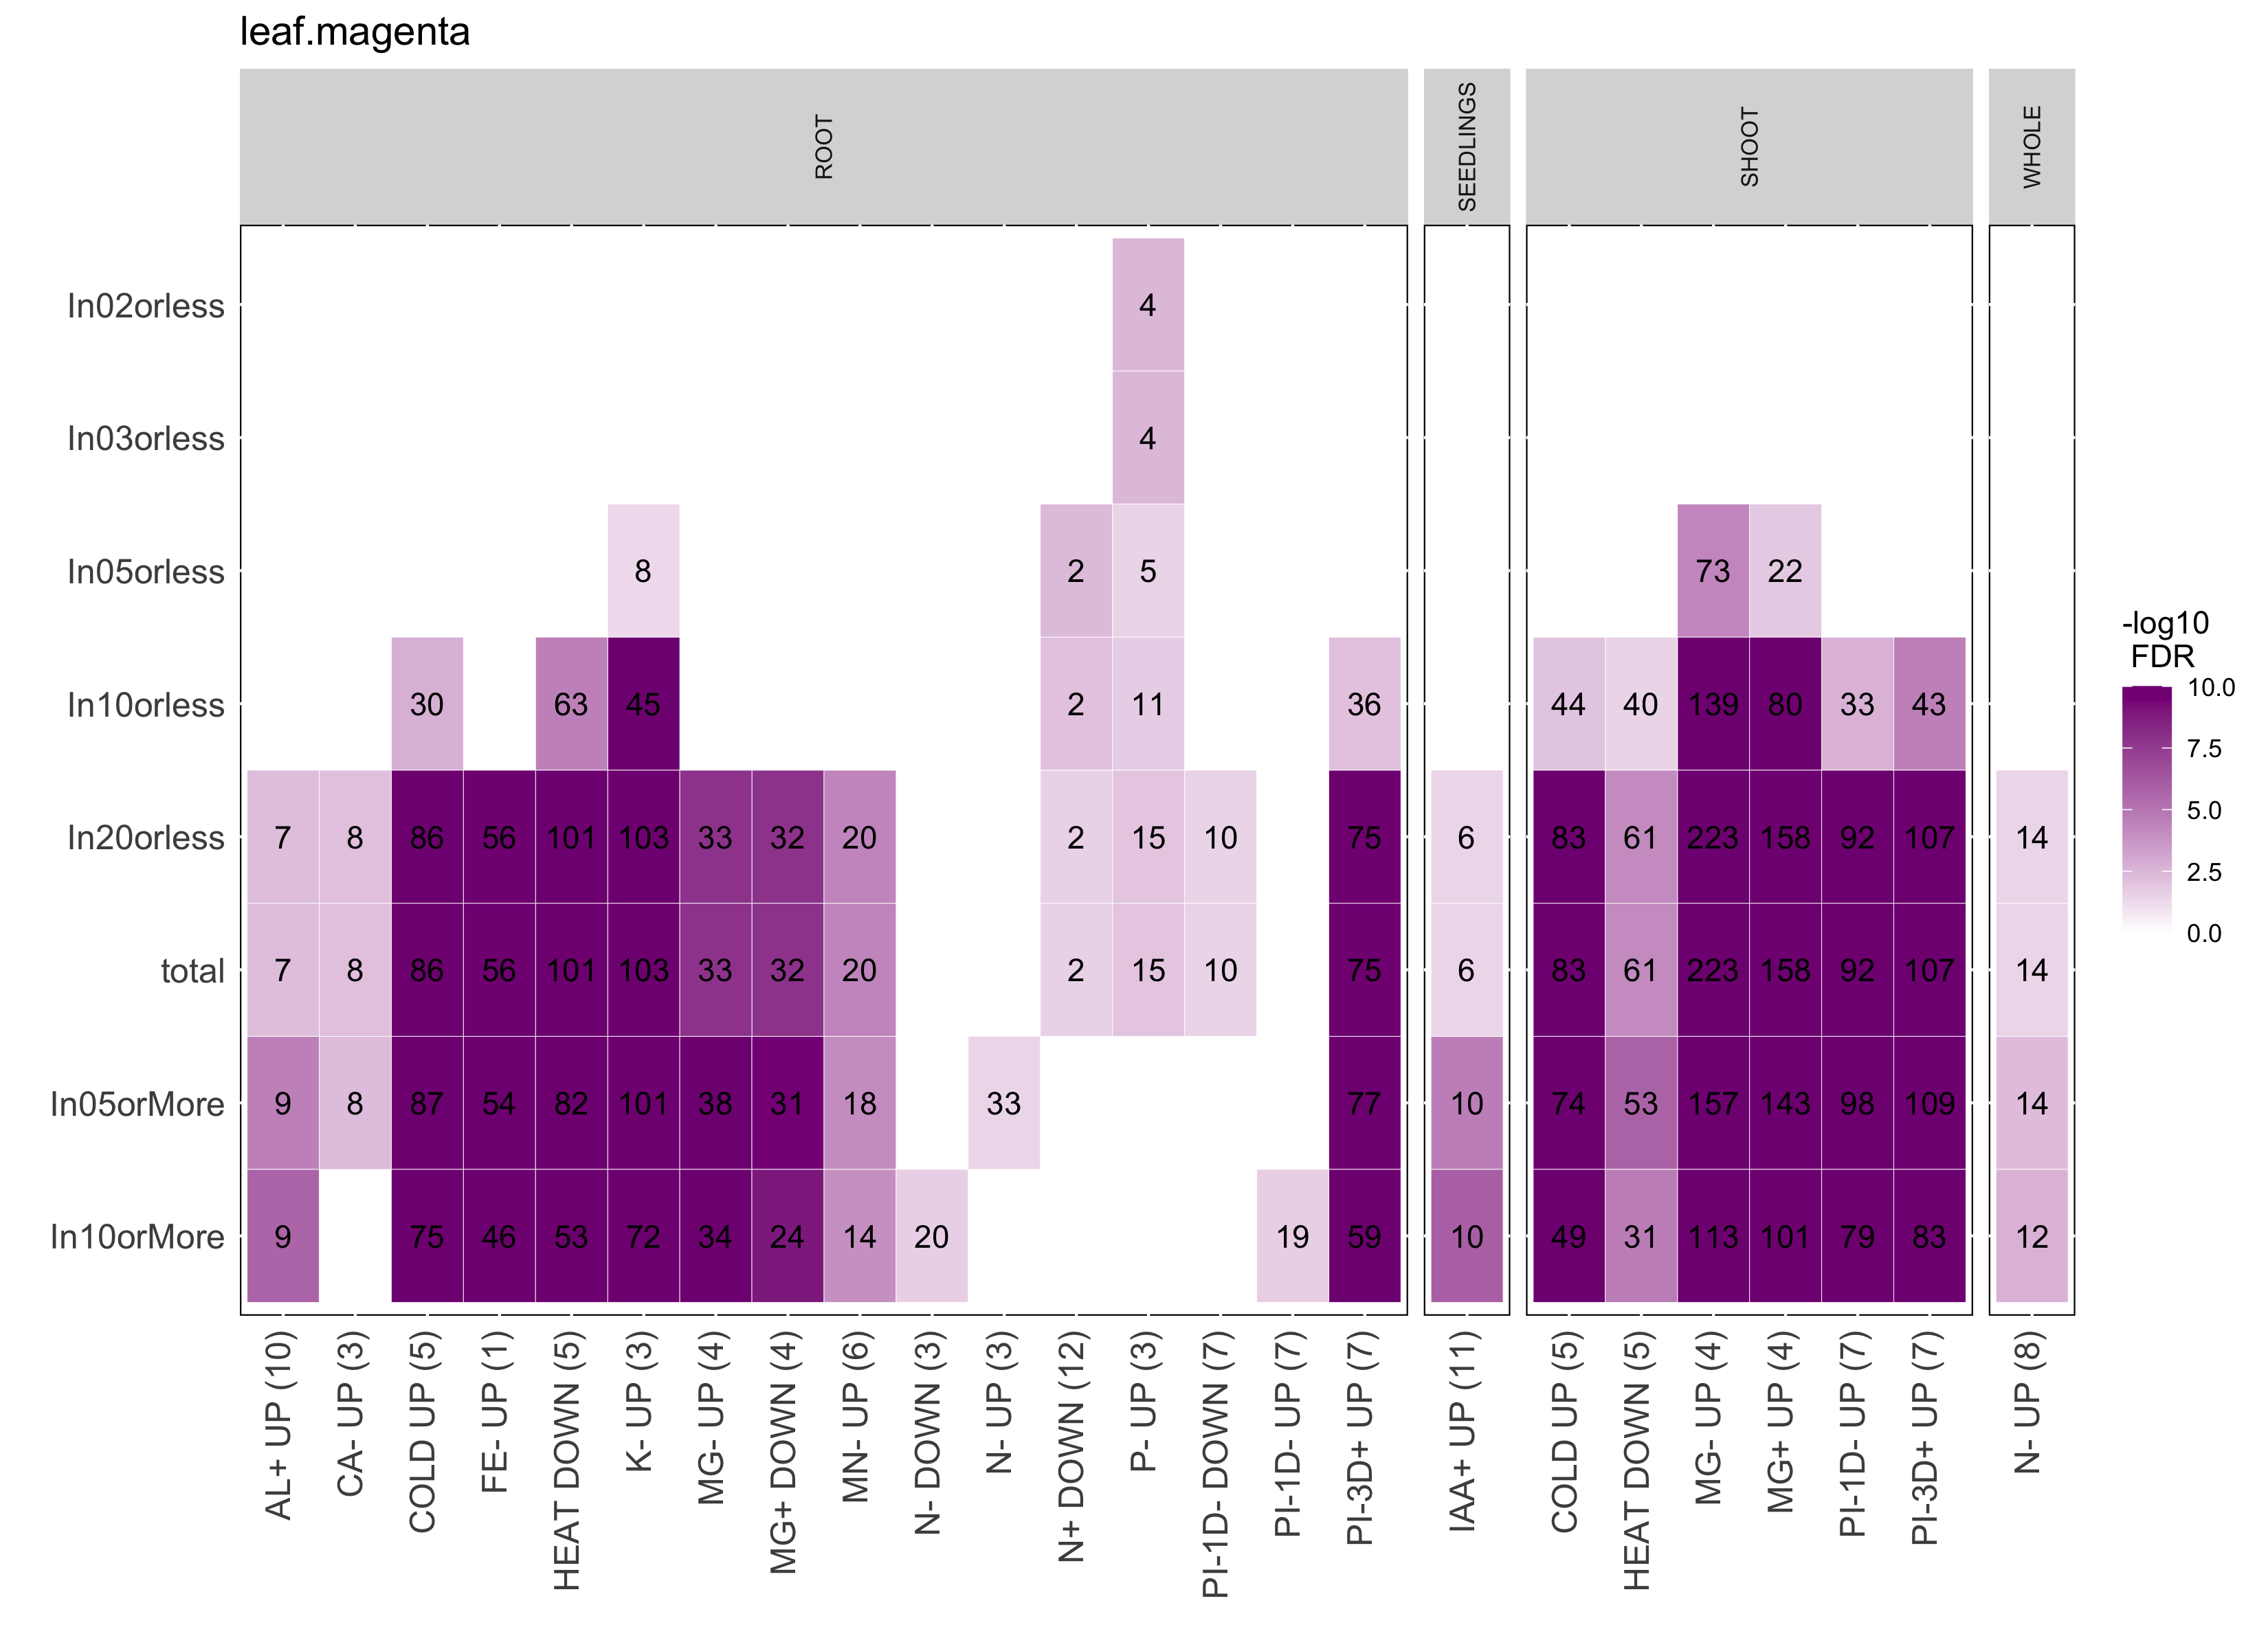 leaf.magenta
ROOT
SEEDLINGS
SHOOT
WHOLE
In02orless
4
In03orless
4
In05orless
8 2 5 73 22
In10orless
30 63 45 2 11 36 44 40 139 80 33 43
In20orless
7 8 86 56 101 103 33 32 20 2 15 10 75 6 83 61 223 158 92 107 14
total
7 8 86 56 101 103 33 32 20 2 15 10 75 6 83 61 223 158 92 107 14
In05orMore
9 8 87 54 82 101 38 31 18 33 77 10 74 53 157 143 98 109 14
In10orMore
9 75 46 53 72 34 24 14 20 19 59 10 49 31 113 101 79 83 12
AL+ UP (10)
CA- UP (3)
COLD UP (5)
FE- UP (1)
HEAT DOWN (5)
K- UP (3)
MG- UP (4)
MG+ DOWN (4)
MN- UP (6)
N- DOWN (3)
N- UP (3)
N+ DOWN (12)
P- UP (3)
PI-1D- DOWN (7)
PI-1D- UP (7)
PI-3D+ UP (7)
IAA+ UP (11)
COLD UP (5)
HEAT DOWN (5)
MG- UP (4)
MG+ UP (4)
PI-1D- UP (7)
PI-3D+ UP (7)
N- UP (8)
-log10
FDR
10.0
7.5
5.0
2.5
0.0